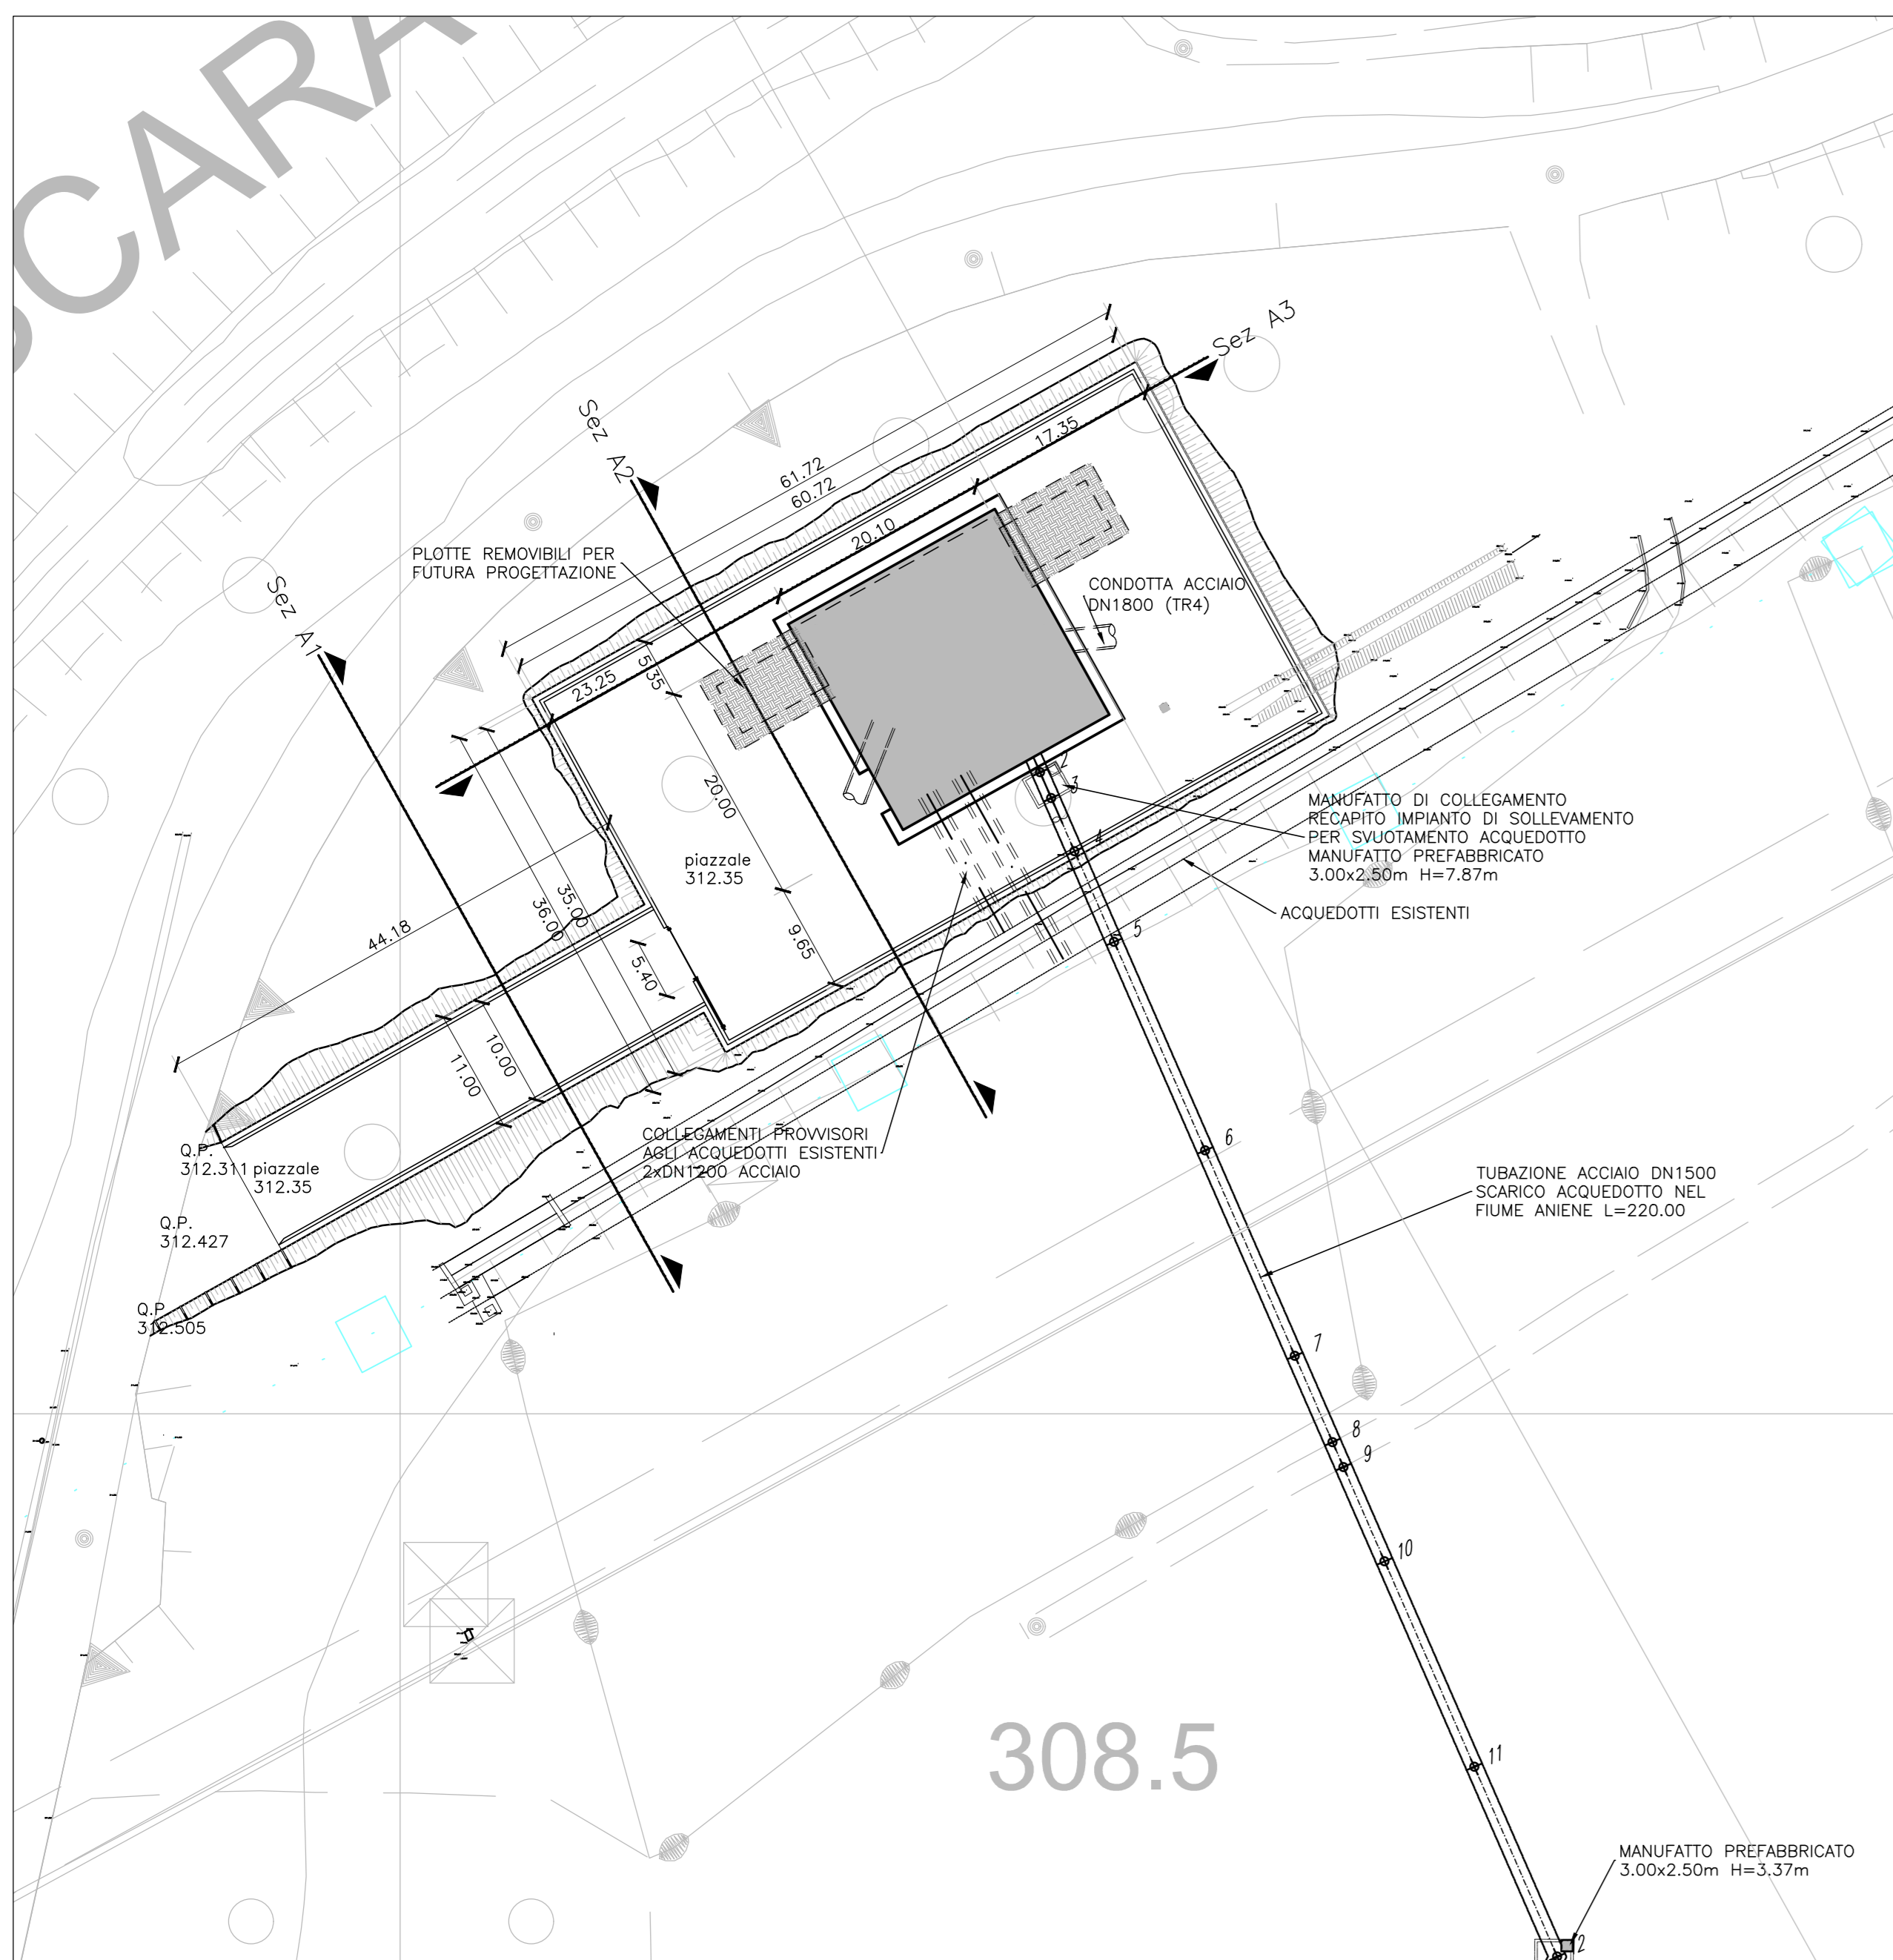 SCARA
Sez A3
Sez A2
Sez A1
61.72
60.72
17.35
20.10
23.25
5.35
20.00
9.65
35.00
36.00
5.40
44.18
10.00
11.00
PLOTTE REMOVIBILI PER
FUTURA PROGETTAZIONE
CONDOTTA ACCIAIO
DN1800 (TR4)
piazzale
312.35
MANUFATTO DI COLLEGAMENTO
RECAPITO IMPIANTO DI SOLLEVAMENTO
PER SVUOTAMENTO ACQUEDOTTO
MANUFATTO PREFABBRICATO
3.00x2.50m H=7.87m
ACQUEDOTTI ESISTENTI
COLLEGAMENTI PROVVISORI
AGLI ACQUEDOTTI ESISTENTI
2xDN1200 ACCIAIO
Q.P.
312.311
piazzale
312.35
Q.P.
312.427
Q.P.
312.505
TUBAZIONE ACCIAIO DN1500
SCARICO ACQUEDOTTO NEL
FIUME ANIENE L=220.00
2
3
4
5
6
7
8
9
10
11
308.5
MANUFATTO PREFABBRICATO
3.00x2.50m H=3.37m
12